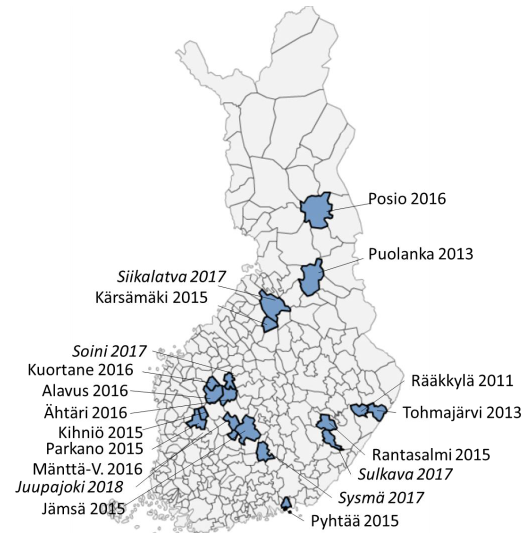 Posio 2016
Puolanka 2013
Siikalatva 2017
Kärsämäki 2015
Soini 2017
Kuortane 2016
Alavus 2016
Ähtäri 2016
Kihniö 2015
Parkano 2015
Mänttä-V. 2016
Juupajoki 2018
Jämsä 2015
Rääkkylä 2011
Tohmajärvi 2013
Rantasalmi 2015
Sulkava 2017
Sysmä 2017
Pyhtää 2015